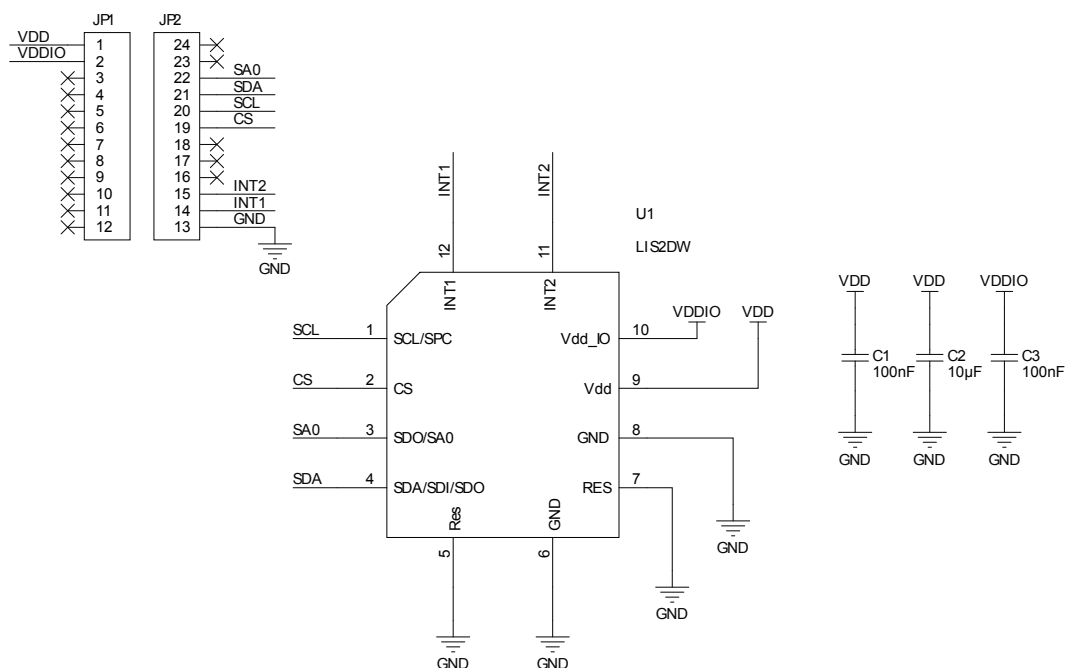 JP1 JP2
VDD 1 24
VDDIO 2 23
3 22 SA0
4 21 SDA
5 20 SCL
6 19 CS
7 18
8 17
9 16
10 15 INT2
11 14 INT1
12 13 GND
GND
INT1 INT2
12 11
INT1 INT2
U1
LIS2DW
SCL 1 SCL/SPC Vdd_IO 10 VDDIO VDD
CS 2 CS Vdd 9
SA0 3 SDO/SA0 GND 8
SDA 4 SDA/SDI/SDO RES 7
Res GND
5 6
GND
GND
GND GND
VDD VDD VDDIO
C1 C2 C3
100nF 10µF 100nF
GND GND GND